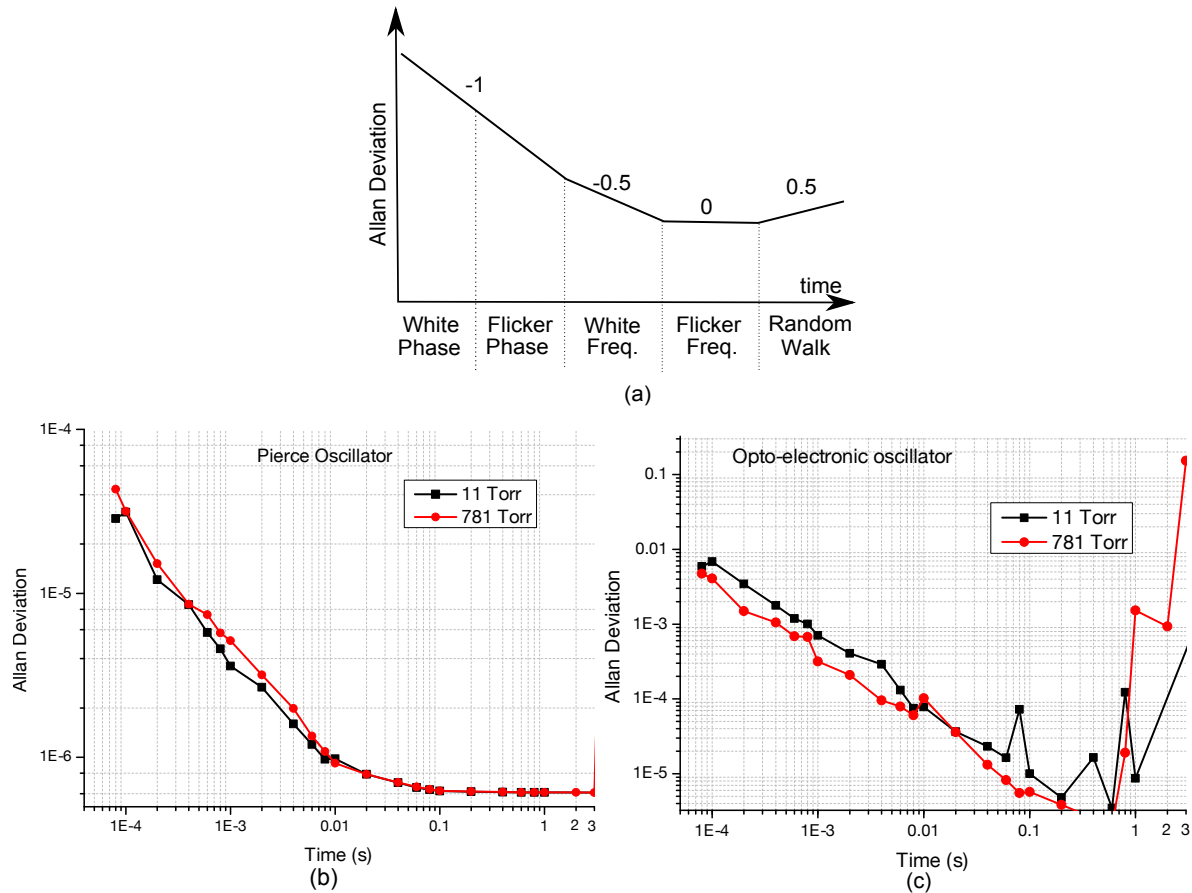 Allan Deviation
-1
-0.5
0
0.5
time
White
Phase
Flicker
Phase
White
Freq.
Flicker
Freq.
Random
Walk
(a)
Pierce Oscillator
11 Torr
781 Torr
Allan Deviation
1E-4
1E-5
1E-6
1E-4
1E-3
0.01
0.1
1
2
3
Time (s)
(b)
Opto-electronic oscillator
11 Torr
781 Torr
Allan Deviation
0.1
0.01
1E-3
1E-4
1E-5
1E-4
1E-3
0.01
0.1
1
2
3
Time (s)
(c)